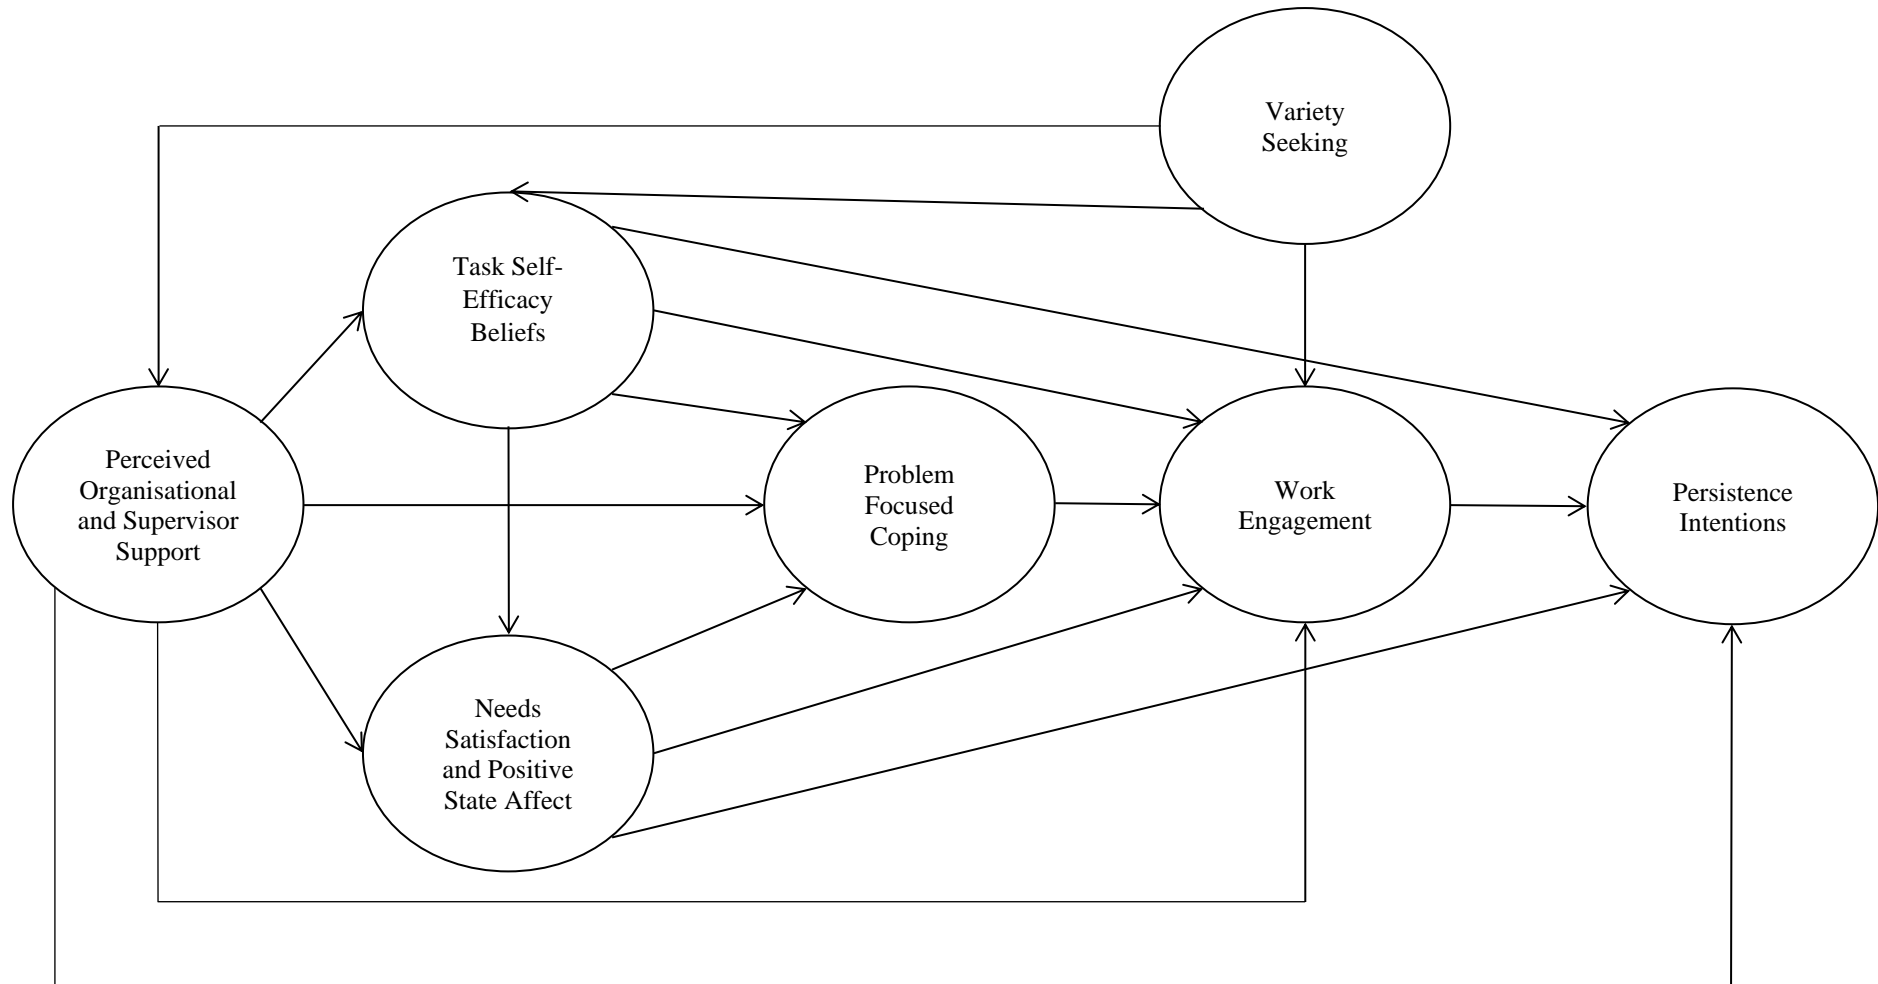 Variety
Seeking
Task Self-
Efficacy
Beliefs
Perceived
Organisational
and Supervisor
Support
Problem
Focused
Coping
Work
Engagement
Persistence
Intentions
Needs
Satisfaction
and Positive
State Affect